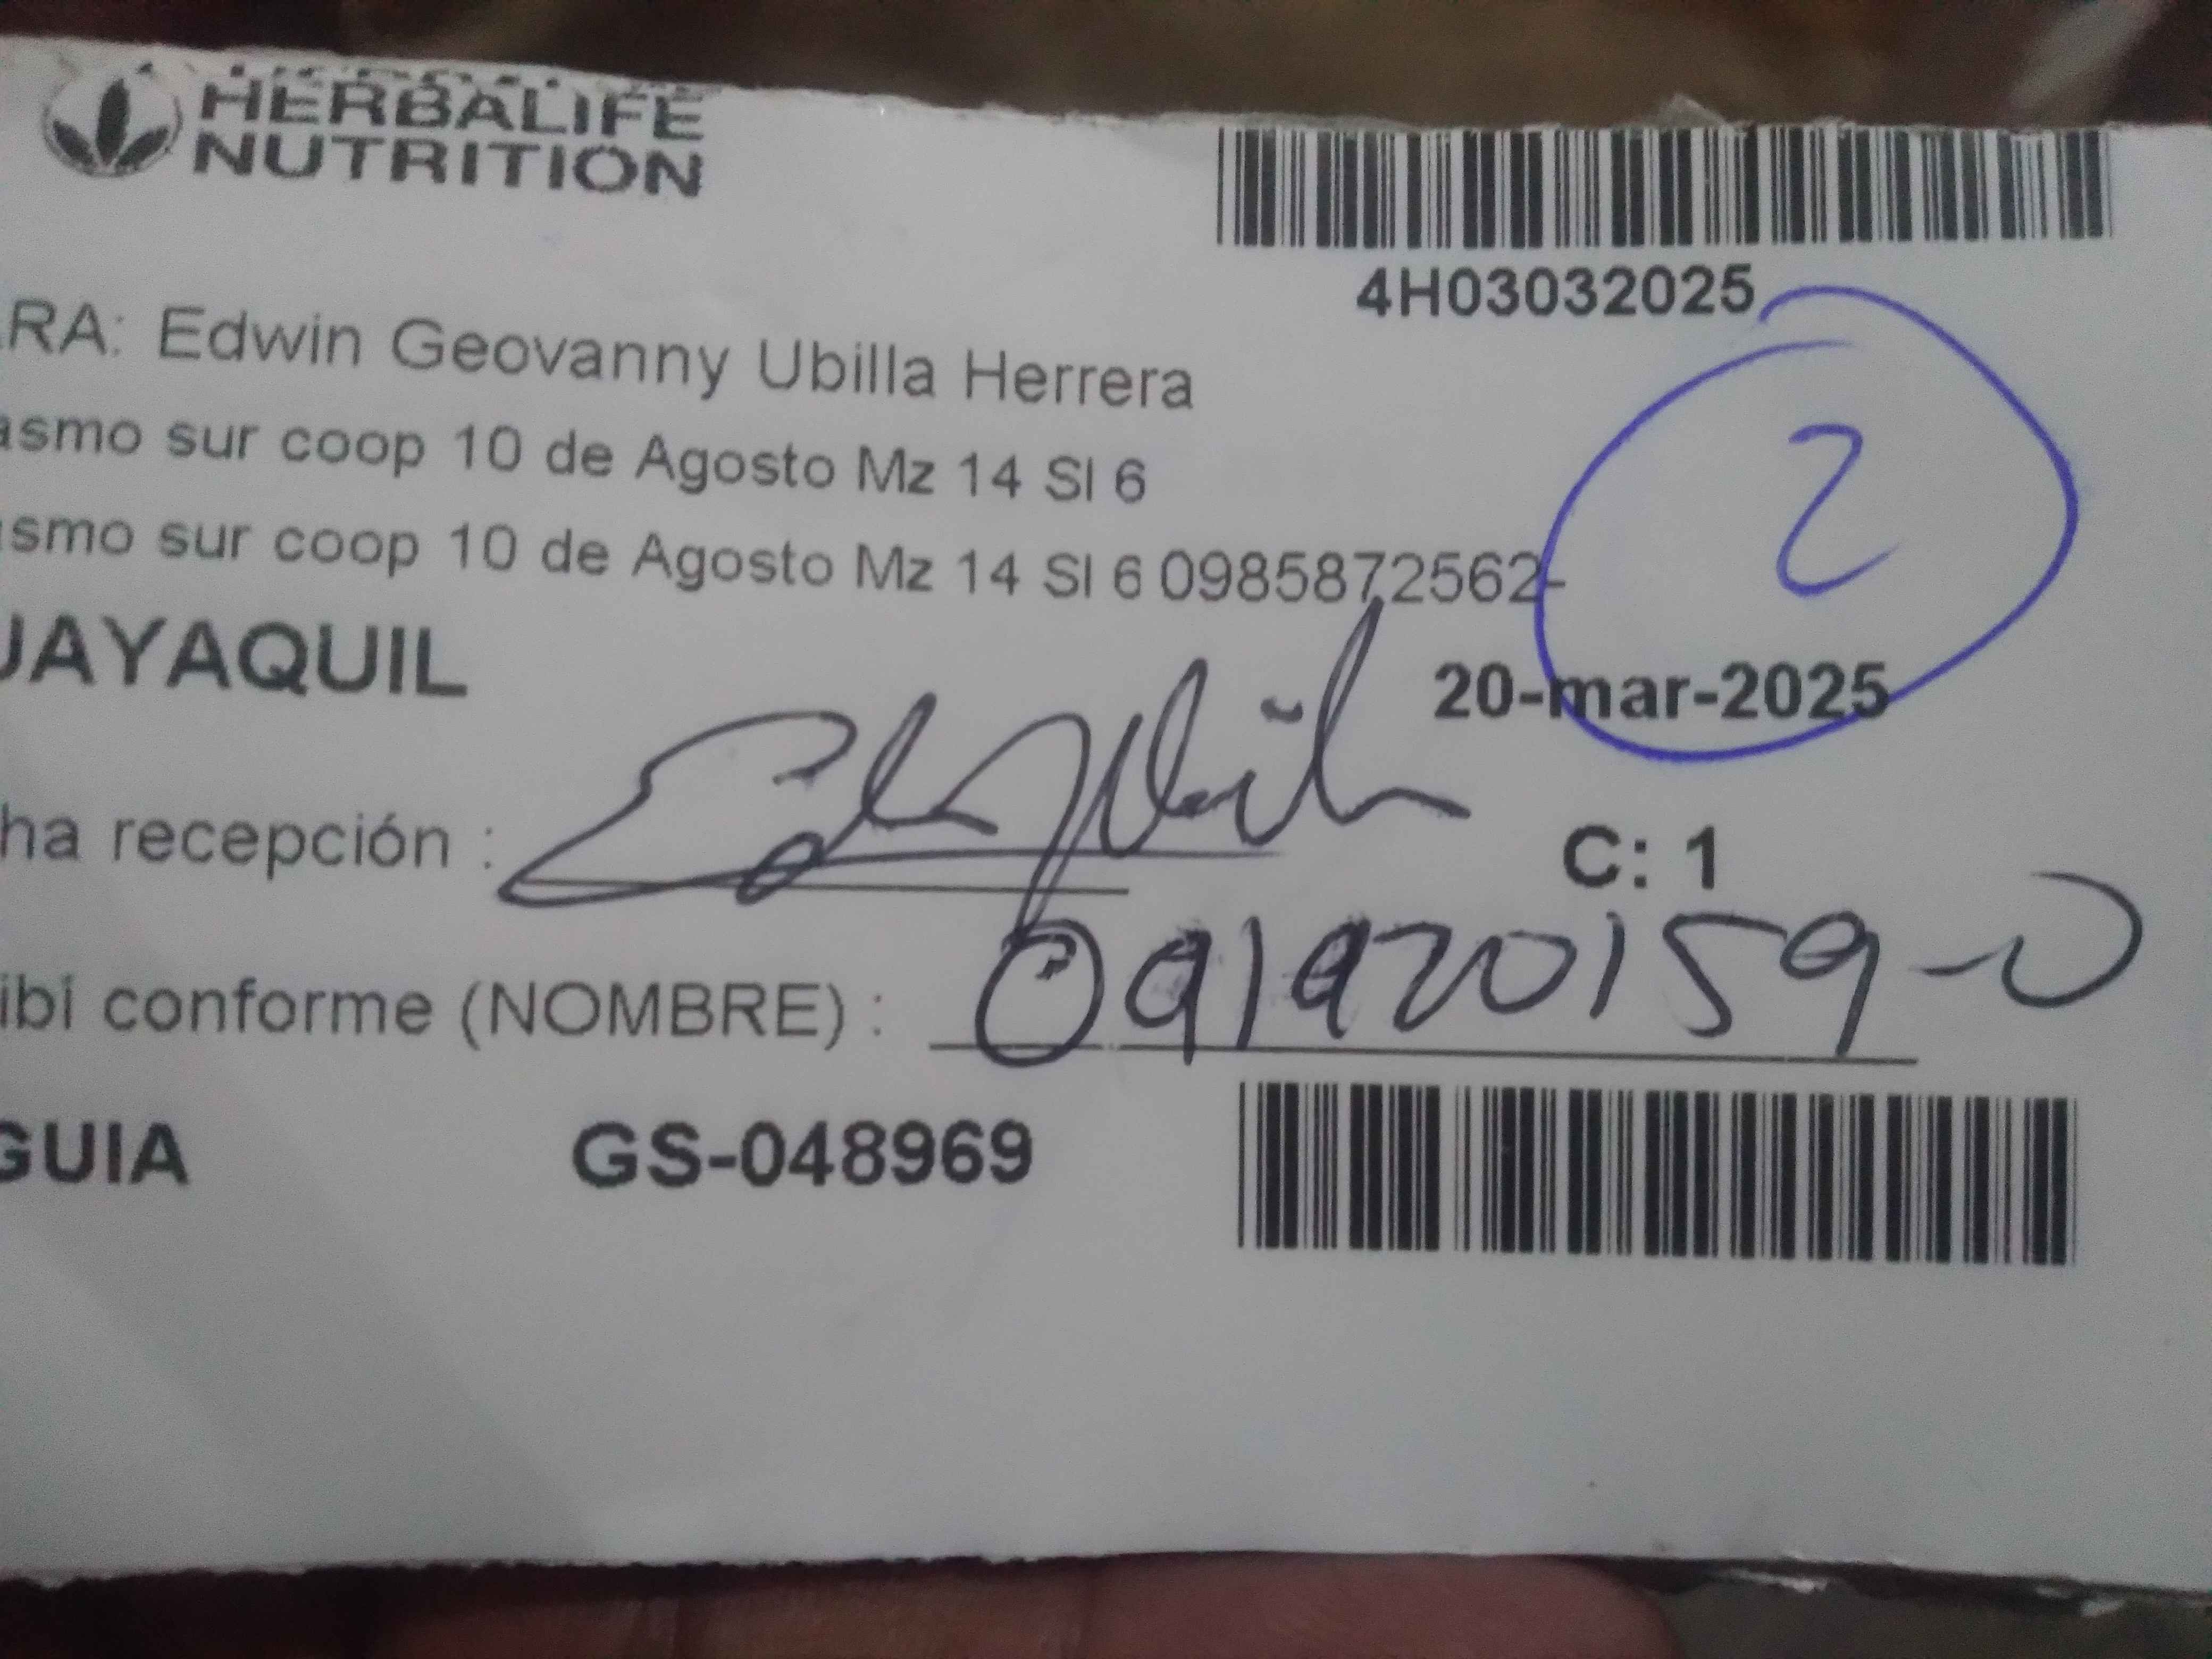 HERBALIFE
NUTRITION
4H03032025
RA: Edwin Geovanny Ubilla Herrera
asmo sur coop 10 de Agosto Mz 14 Sl 6
smo sur coop 10 de Agosto Mz 14 Sl 6 0985872562-
2
UAYAQUIL
20-mar-2025
ha recepción :
C: 1
ibí conforme (NOMBRE) : 091920159-0
GUIA GS-048969